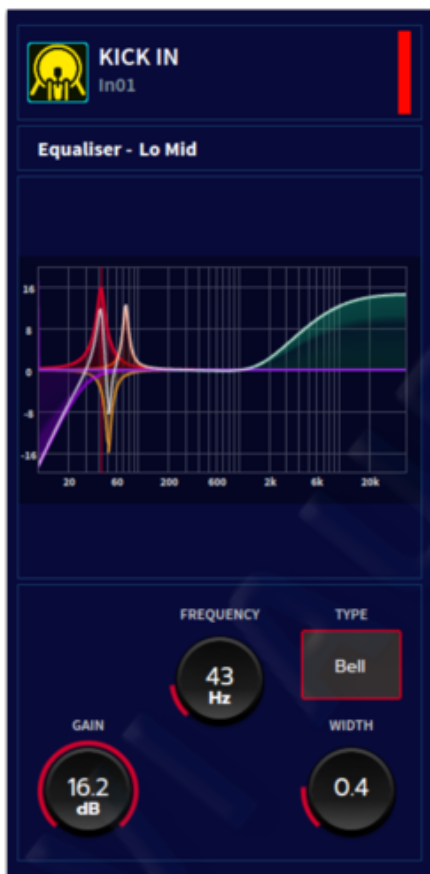 KICK IN
In01
Equaliser - Lo Mid
16
8
0
-8
-16
20 60 200 600 2k 6k 20k
FREQUENCY TYPE
43
Hz
Bell
GAIN WIDTH
16.2
dB
0.4